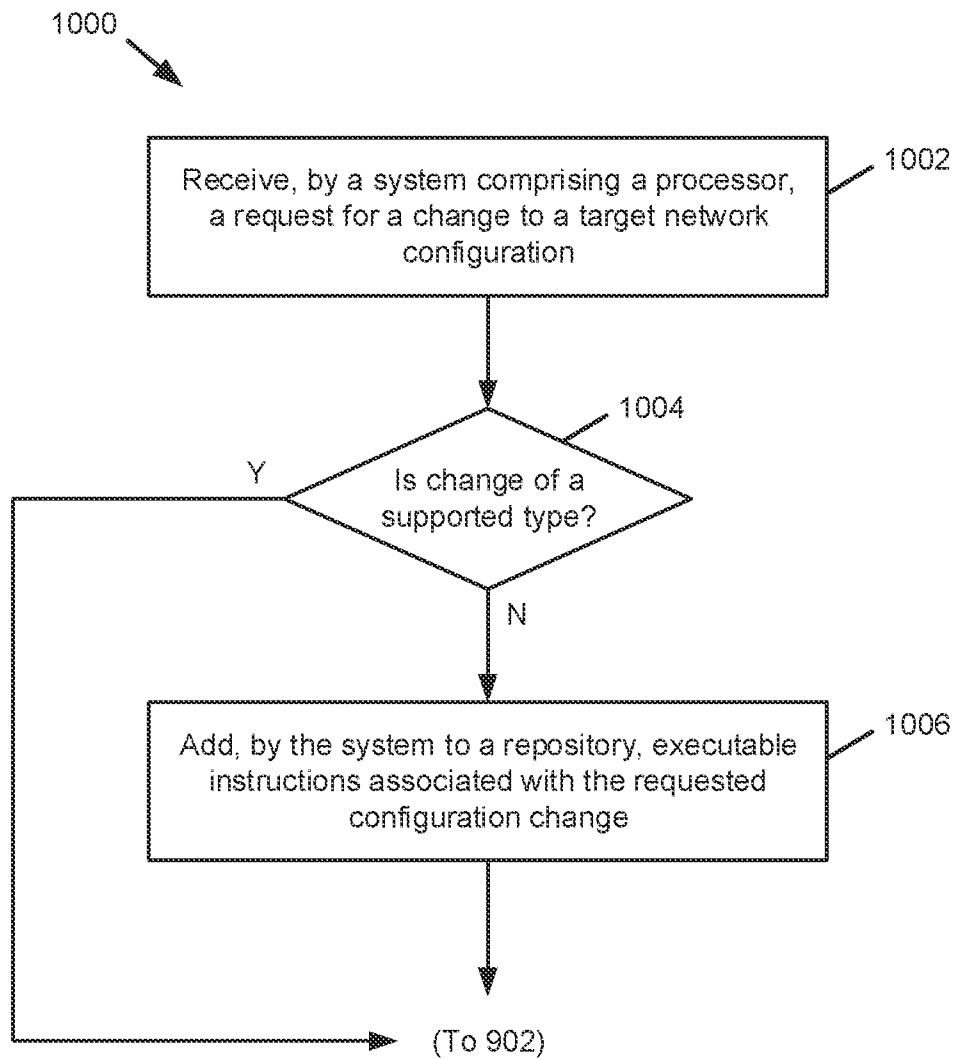 1000
Receive, by a system comprising a processor,
a request for a change to a target network
configuration
1002
1004
Is change of a
supported type?
Y
N
Add, by the system to a repository, executable
instructions associated with the requested
configuration change
1006
(To 902)